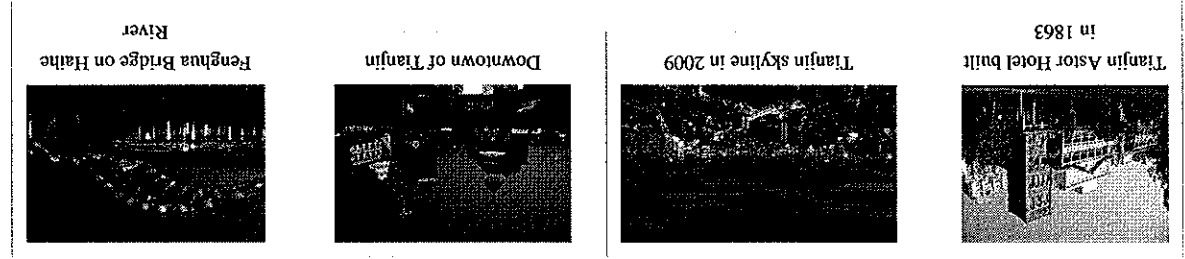 Tianjin Astor Hotel built
in 1863
Tianjin skyline in 2009
Downtown of Tianjin
Fenghua Bridge on Haihe
River